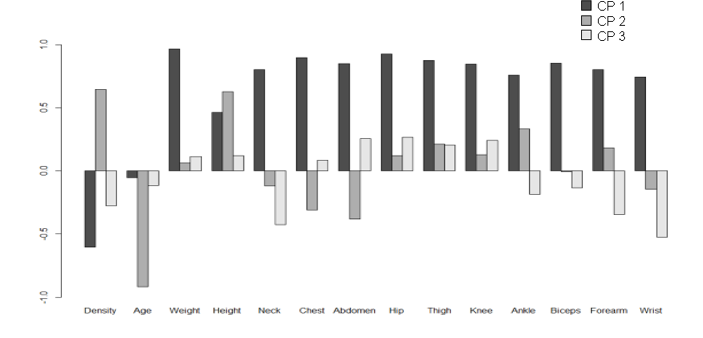 CP 1
CP 2
CP 3
1.0
0.5
0.0
-0.5
-1.0
Density Age Weight Height Neck Chest Abdomen Hip Thigh Knee Ankle Biceps Forearm Wrist